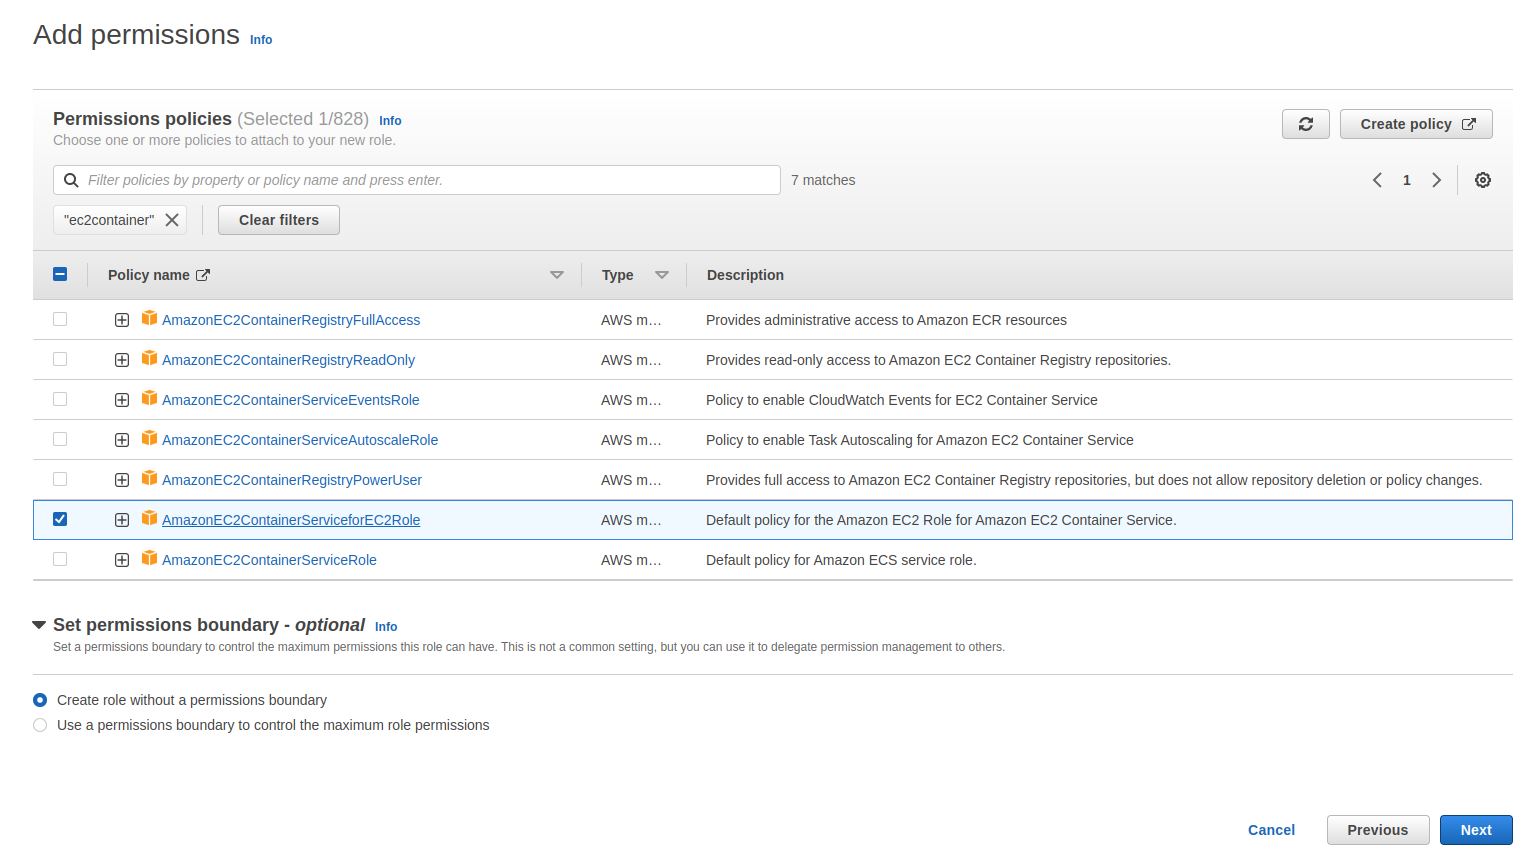 Add permissions Info
Permissions policies (Selected 1/828) Info
Choose one or more policies to attach to your new role.
Create policy
Filter policies by property or policy name and press enter.
7 matches
1
"ec2container"
Clear filters
Policy name Type Description
AmazonEC2ContainerRegistryFullAccess AWS m… Provides administrative access to Amazon ECR resources
AmazonEC2ContainerRegistryReadOnly AWS m… Provides read-only access to Amazon EC2 Container Registry repositories.
AmazonEC2ContainerServiceEventsRole AWS m… Policy to enable CloudWatch Events for EC2 Container Service
AmazonEC2ContainerServiceAutoscaleRole AWS m… Policy to enable Task Autoscaling for Amazon EC2 Container Service
AmazonEC2ContainerRegistryPowerUser AWS m… Provides full access to Amazon EC2 Container Registry repositories, but does not allow repository deletion or policy changes.
AmazonEC2ContainerServiceforEC2Role AWS m… Default policy for the Amazon EC2 Role for Amazon EC2 Container Service.
AmazonEC2ContainerServiceRole AWS m… Default policy for Amazon ECS service role.
Set permissions boundary - optional Info
Set a permissions boundary to control the maximum permissions this role can have. This is not a common setting, but you can use it to delegate permission management to others.
Create role without a permissions boundary
Use a permissions boundary to control the maximum role permissions
Cancel Previous Next